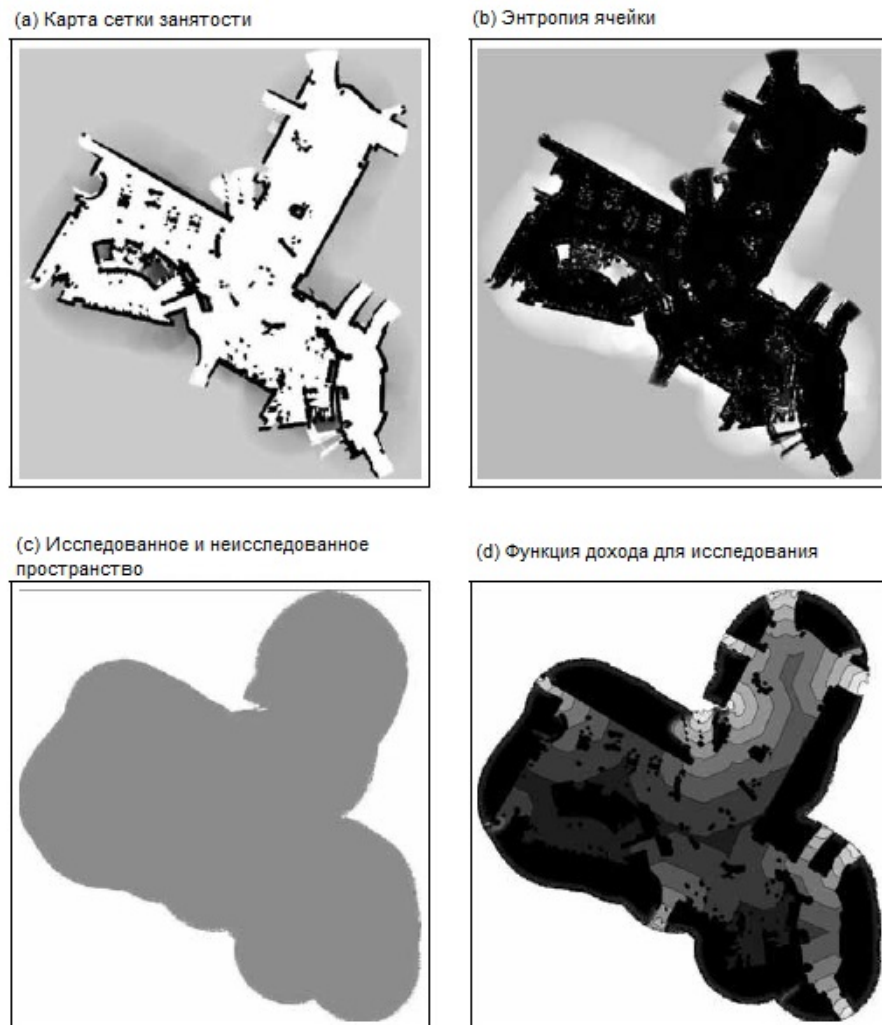 (a) Карта сетки занятости
(b) Энтропия ячейки
(c) Исследованное и неисследованное
пространство
(d) Функция дохода для исследования